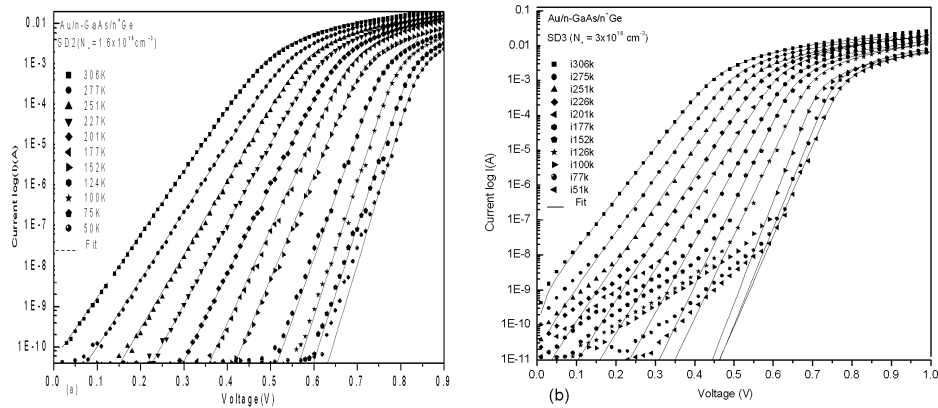 Au/n-GaAs/n⁺Ge
SD2(N_=1.6x10¹⁵cm⁻³)
306K
277K
251K
227K
201K
177K
152K
124K
100K
75K
50K
Fit
0.01
1E-3
1E-4
1E-5
1E-6
1E-7
1E-8
1E-9
1E-10
Current log(I)(A)
0.0 0.1 0.2 0.3 0.4 0.5 0.6 0.7 0.8 0.9
Voltage(V)
(a)
Au/n-GaAs/n⁺Ge
SD3 (N_= 3x10¹⁶ cm⁻³)
i306k
i275k
i251k
i226k
i201k
i177k
i152k
i126k
i100k
i77k
i51k
Fit
0.1
0.01
1E-3
1E-4
1E-5
1E-6
1E-7
1E-8
1E-9
1E-10
1E-11
Current log I(A)
0.0 0.1 0.2 0.3 0.4 0.5 0.6 0.7 0.8 0.9 1.0
Voltage (V)
(b)